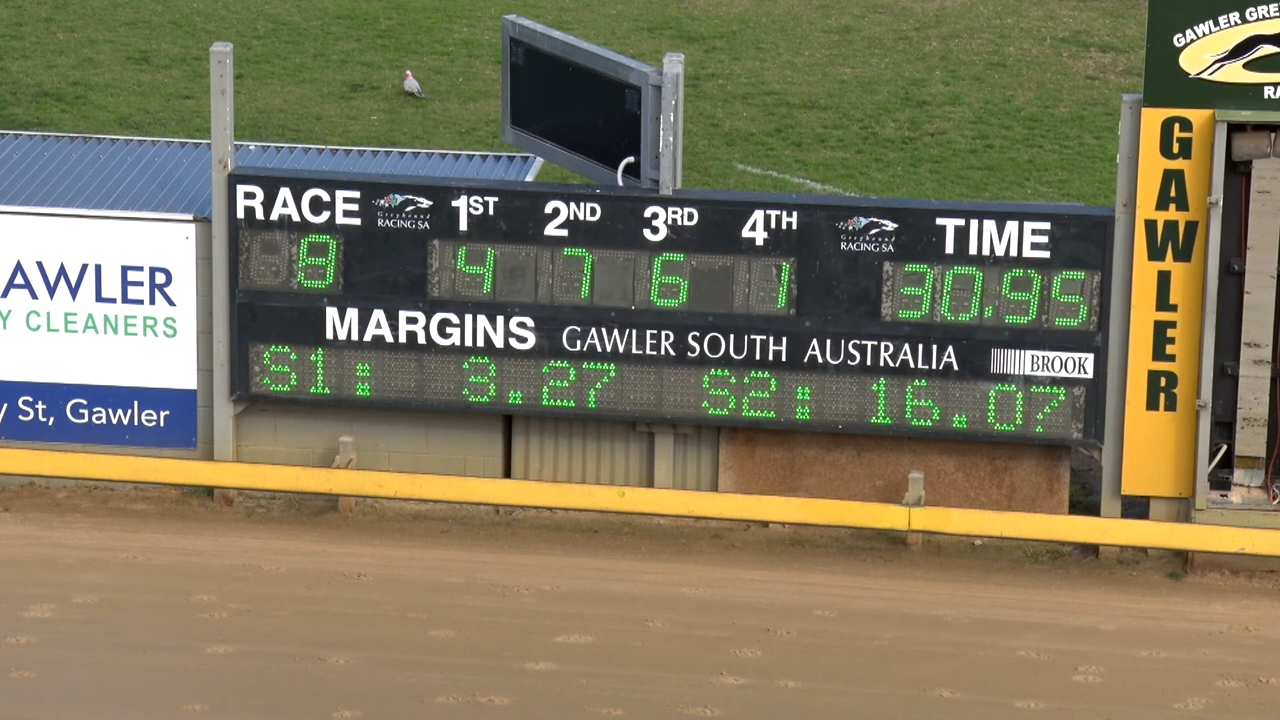 GAWLER GRE
RA
GAWLER
RACE
Greyhound
RACING SA
1ST 2ND 3RD 4TH
Greyhound
RACING SA
TIME
8 4 7 6 1 30.95
MARGINS GAWLER SOUTH AUSTRALIA BROOK
S1: 3.27 S2: 16.07
AWLER
Y CLEANERS
y St, Gawler